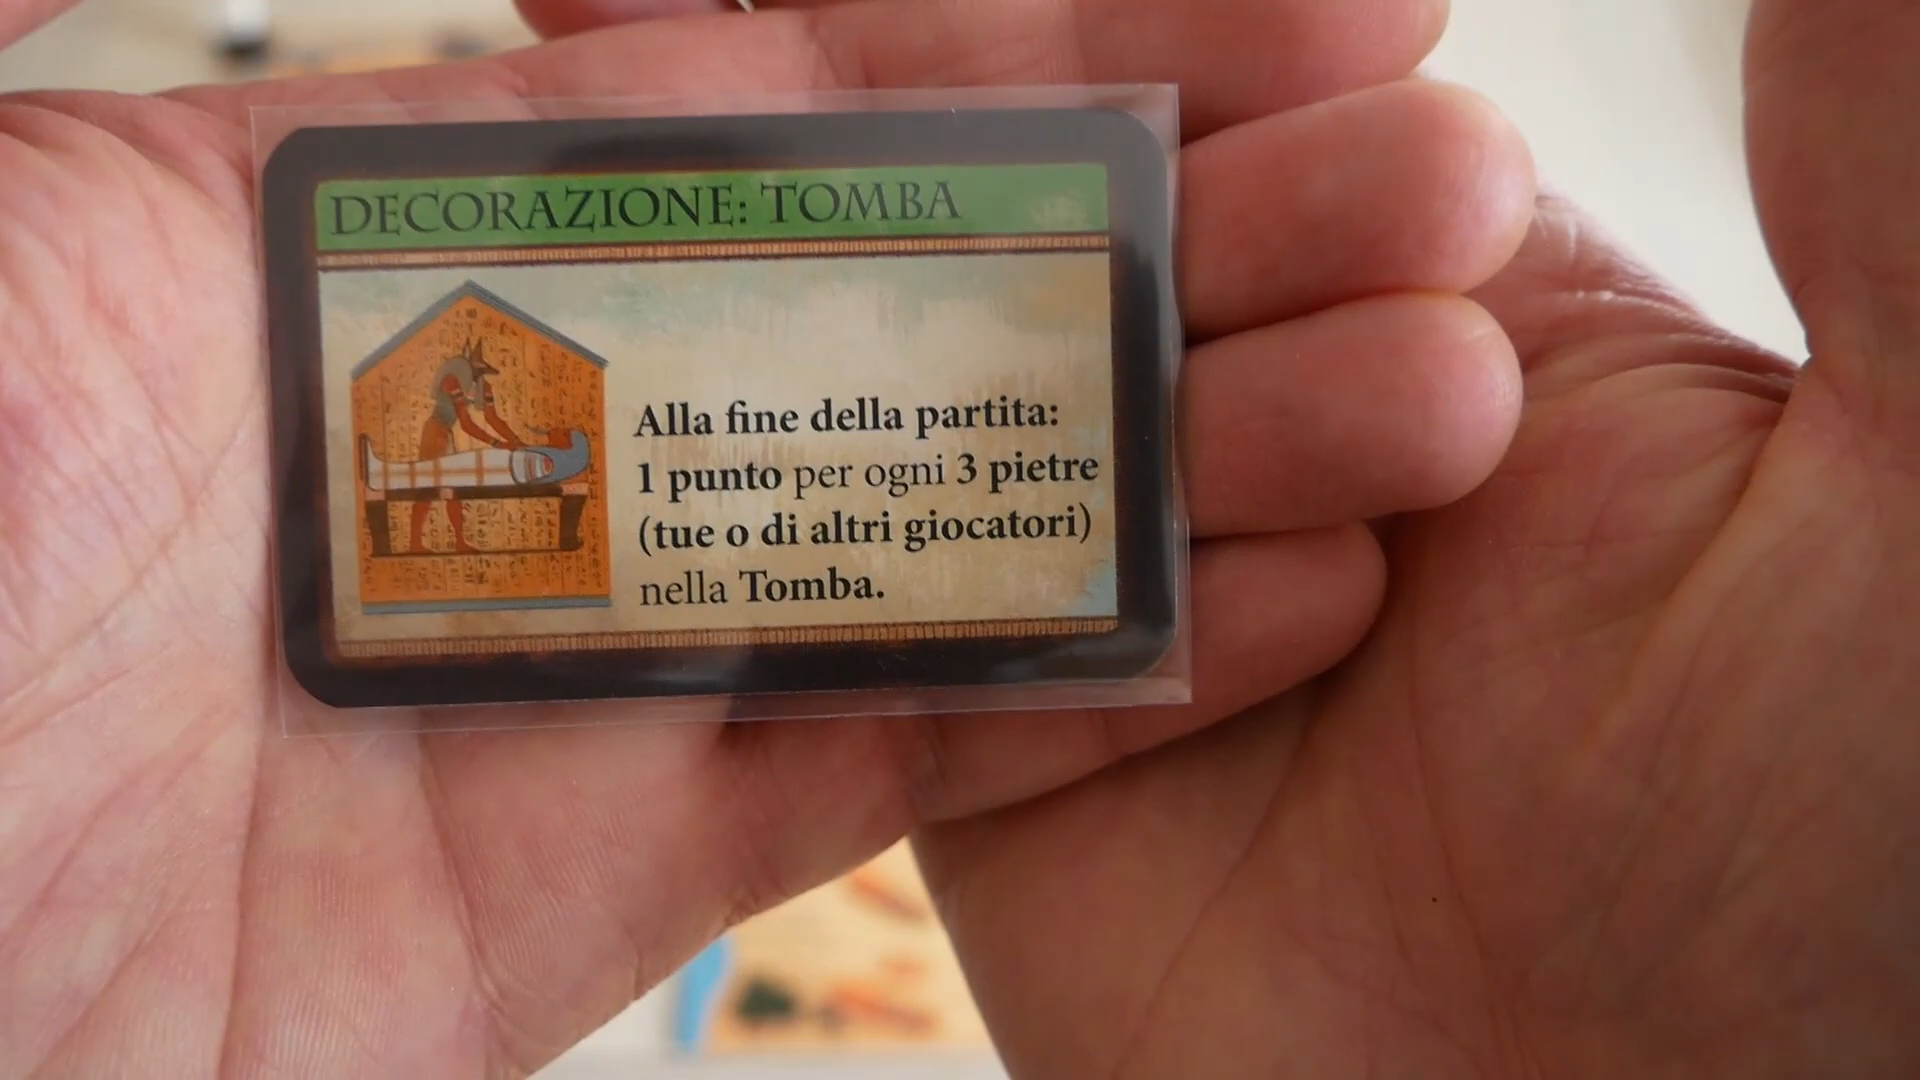 DECORAZIONE: TOMBA
Alla fine della partita:
1 punto per ogni 3 pietre
(tue o di altri giocatori)
nella Tomba.